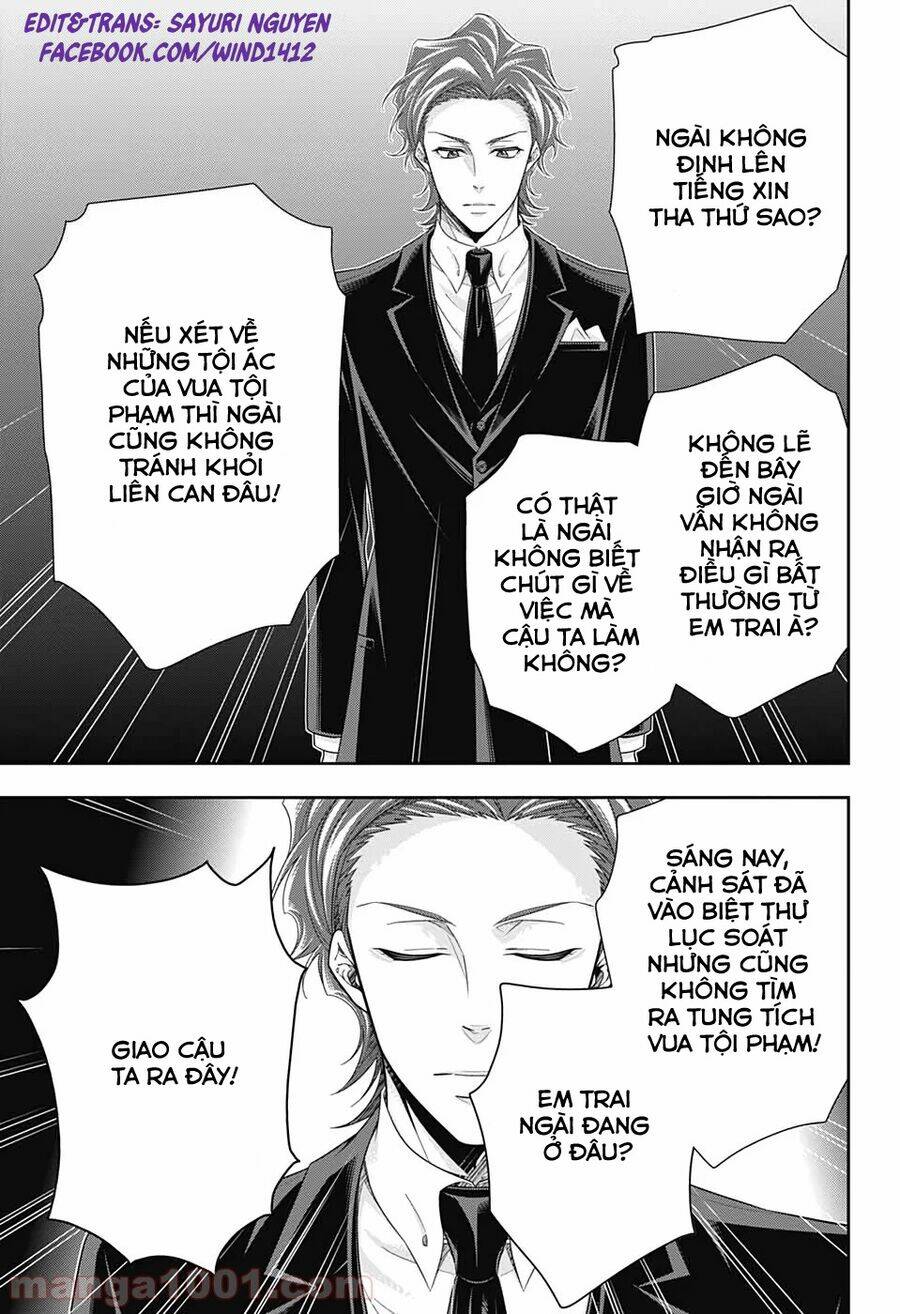 EDIT&TRANS: SAYURI NGUYEN
FACEBOOK.COM/WIND1412
NGÀI KHÔNG
ĐỊNH LÊN
TIẾNG XIN
THA THỨ SAO?
KHÔNG LẼ
ĐẾN BÂY
GIỜ NGÀI
VẪN KHÔNG
NHẬN RA
ĐIỀU GÌ BẤT
THƯỜNG TỪ
EM TRAI À?
CÓ THẬT
LÀ NGÀI
KHÔNG BIẾT
CHÚT GÌ VỀ
VIỆC MÀ
CẬU TA LÀM
KHÔNG?
NẾU XÉT VỀ
NHỮNG TỘI ÁC
CỦA VUA TỘI
PHẠM THÌ NGÀI
CŨNG KHÔNG
TRÁNH KHỎI
LIÊN CAN ĐÂU!
SÁNG NAY,
CẢNH SÁT ĐÃ
VÀO BIỆT THỰ
LỤC SOÁT
NHƯNG CŨNG
KHÔNG TÌM
RA TUNG TÍCH
VUA TỘI PHẠM!
EM TRAI
NGÀI ĐANG
Ở ĐÂU?
GIAO CẬU
TA RA ĐÂY!
manga1001.com